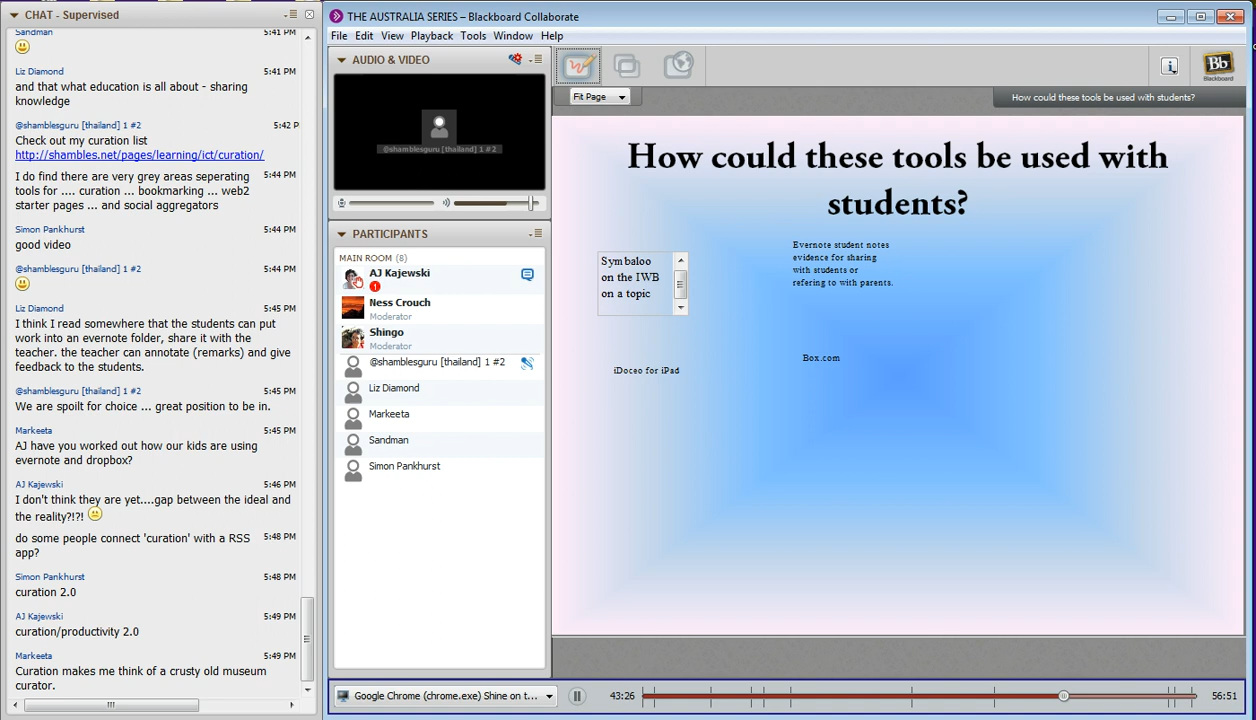 CHAT - Supervised
Sandman 5:41 PM
Liz Diamond 5:41 PM
and that what education is all about - sharing
knowledge
@shamblesguru [thailand] 1 #2 5:42 P
Check out my curation list
http://shambles.net/pages/learning/ict/curation/
I do find there are very grey areas seperating 5:44 PM
tools for .... curation ... bookmarking ... web2
starter pages ... and social aggregators
Simon Pankhurst 5:44 PM
good video
@shamblesguru [thailand] 1 #2 5:44 PM
Liz Diamond 5:45 PM
I think I read somewhere that the students can put
work into an evernote folder, share it with the
teacher. the teacher can annotate (remarks) and give
feedback to the students.
@shamblesguru [thailand] 1 #2 5:45 PM
We are spoilt for choice ... great position to be in.
Markeeta 5:45 PM
AJ have you worked out how our kids are using
evernote and dropbox?
AJ Kajewski 5:46 PM
I don't think they are yet....gap between the ideal and
the reality?!?!
do some people connect 'curation' with a RSS 5:48 PM
app?
Simon Pankhurst 5:48 PM
curation 2.0
AJ Kajewski 5:49 PM
curation/productivity 2.0
Markeeta 5:49 PM
Curation makes me think of a crusty old museum
curator.
THE AUSTRALIA SERIES – Blackboard Collaborate
File Edit View Playback Tools Window Help
AUDIO & VIDEO
@shamblesguru [thailand] 1 #2
PARTICIPANTS
MAIN ROOM (8)
AJ Kajewski
1
Ness Crouch
Moderator
Shingo
Moderator
@shamblesguru [thailand] 1 #2
Liz Diamond
Markeeta
Sandman
Simon Pankhurst
i
Bb
Blackboard
Fit Page
How could these tools be used with students?
How could these tools be used with
students?
Symbaloo
on the IWB
on a topic
Evernote student notes
evidence for sharing
with students or
refering to with parents.
Box.com
iDoceo for iPad
Google Chrome (chrome.exe) Shine on t... 43:26 56:51